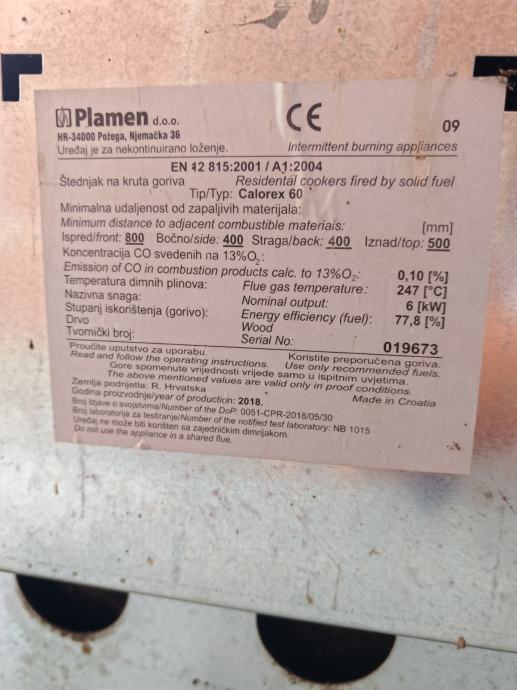 Plamen d.o.o.
HR-34000 Požega, Njemačka 36
CE
09
Uređaj je za nekontinuirano loženje. Intermittent burning appliances
EN 12 815:2001 / A1:2004
Štednjak na kruta goriva Residental cookers fired by solid fuel
Tip/Typ: Calorex 60
Minimalna udaljenost od zapaljivih materijala:
Minimum distance to adjacent combustible materials: [mm]
Ispred/front: 800 Bočno/side: 400 Straga/back: 400 Iznad/top: 500
Koncentracija CO svedenih na 13%O₂:
Emission of CO in combustion products calc. to 13%O₂: 0,10 [%]
Temperatura dimnih plinova: Flue gas temperature: 247 [°C]
Nazivna snaga: Nominal output: 6 [kW]
Stupanj iskorištenja (gorivo): Energy efficiency (fuel): 77,8 [%]
Drvo Wood
Tvornički broj: Serial No: 019673
Proučite uputstvo za uporabu. Koristite preporučena goriva.
Read and follow the operating instructions. Use only recommended fuels.
Gore spomenute vrijednosti vrijede samo u ispitnim uvjetima.
The above mentioned values are valid only in proof conditions.
Zemlja podrijetla: R. Hrvatska Made in Croatia
Godina proizvodnje/year of production: 2018.
Broj Izjave o svojstvima/Number of the DoP: 0051-CPR-2018/05/30
Broj laboratorija za testiranje/Number of the notified test laboratory: NB 1015
Uređaj ne može biti korišten sa zajedničkim dimnjakom.
Do not use the appliance in a shared flue.